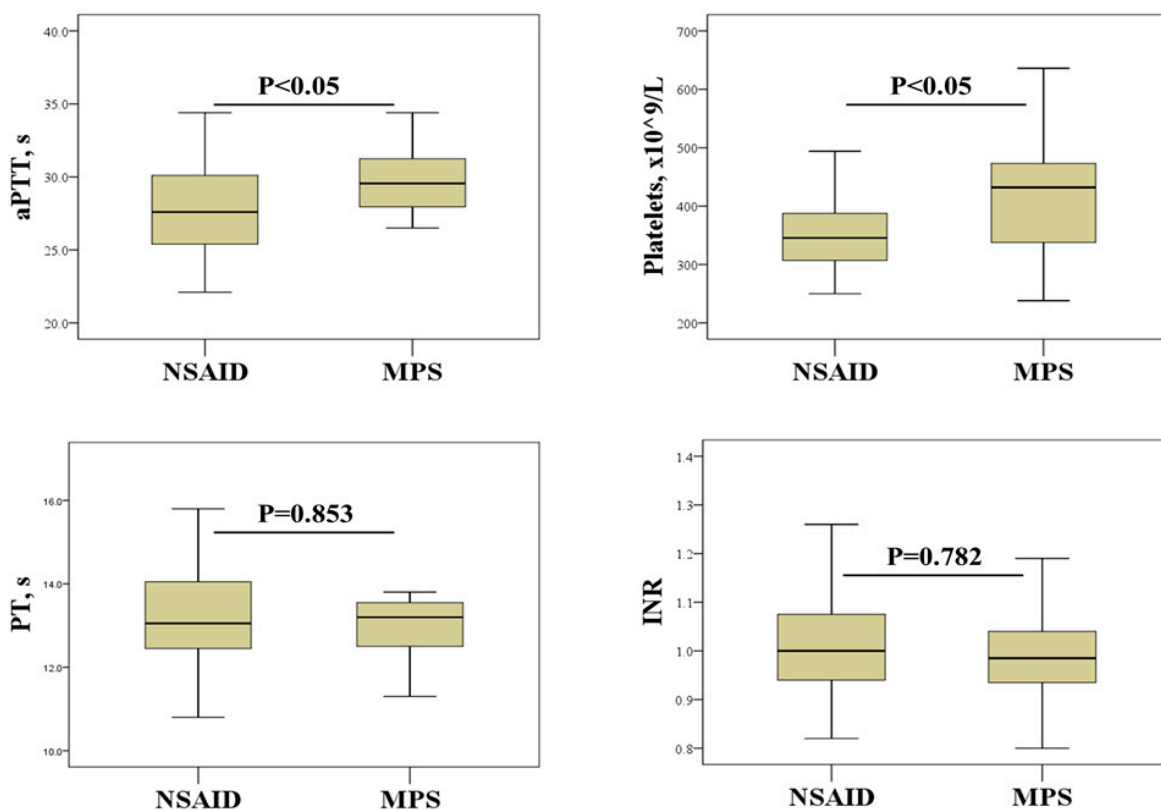 aPTT, s
40.0
35.0
30.0
25.0
20.0
P<0.05
NSAID
MPS
Platelets, x10^9/L
700
600
500
400
300
200
P<0.05
NSAID
MPS
PT, s
16.0
14.0
12.0
10.0
P=0.853
NSAID
MPS
INR
1.4
1.3
1.2
1.1
1.0
0.9
0.8
P=0.782
NSAID
MPS